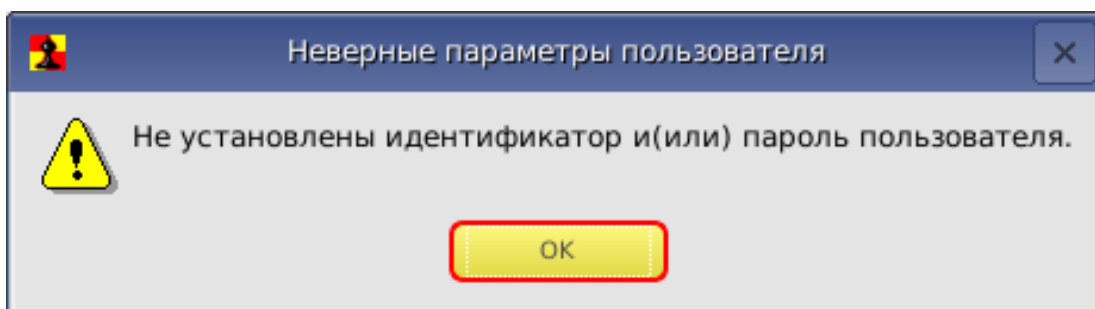 Неверные параметры пользователя
Не установлены идентификатор и(или) пароль пользователя.
OK